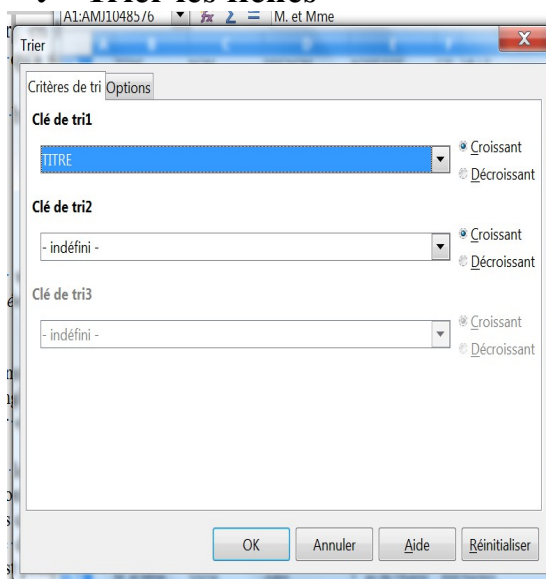 Trier les fiches
A1:AMJ1048576 M. et Mme
Trier
Critères de tri Options
Clé de tri1
TITRE
Croissant
Décroissant
Clé de tri2
- indéfini -
Croissant
Décroissant
Clé de tri3
- indéfini -
Croissant
Décroissant
OK Annuler Aide Réinitialiser